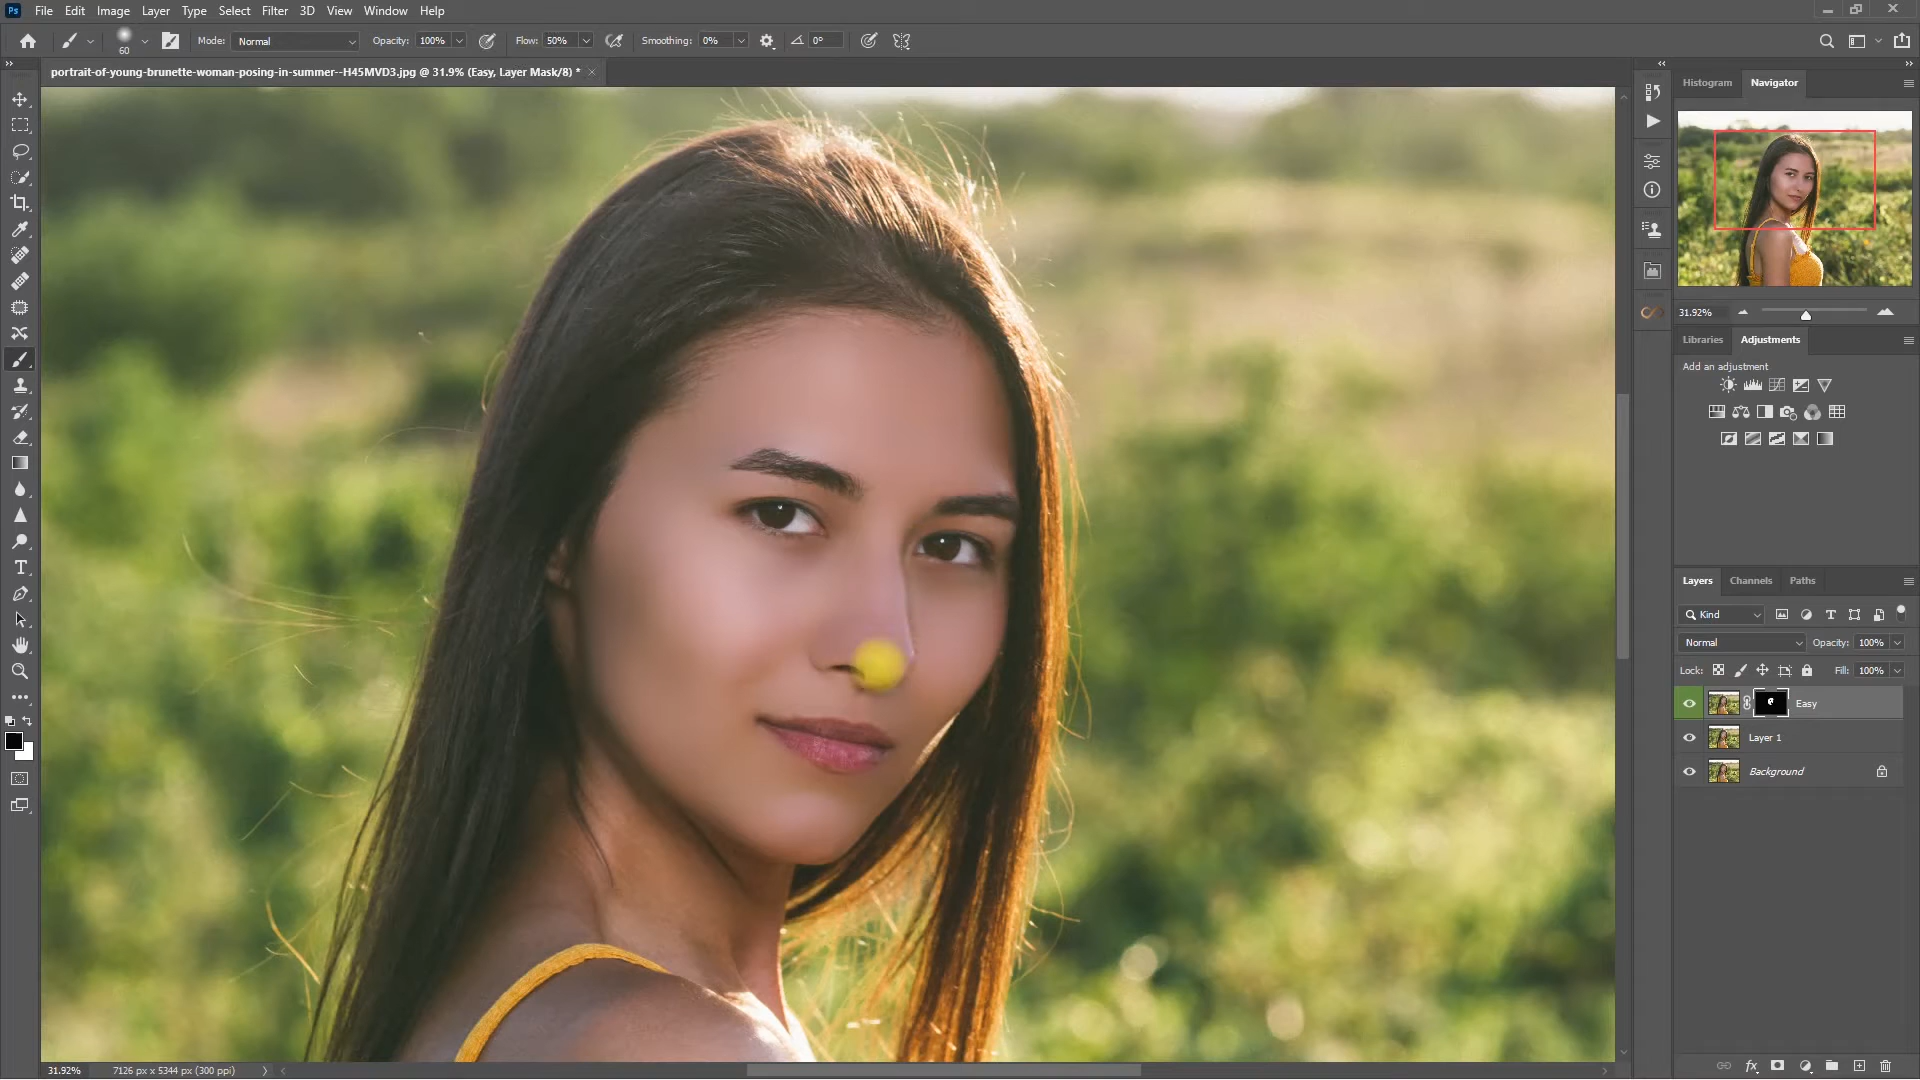 Ps File Edit Image Layer Type Select Filter 3D View Window Help
60 Mode: Normal Opacity: 100% Flow: 50% Smoothing: 0% 0°
portrait-of-young-brunette-woman-posing-in-summer--H45MVD3.jpg @ 31.9% (Easy, Layer Mask/8) *
Histogram Navigator
31.92%
Libraries Adjustments
Add an adjustment
Layers Channels Paths
Kind
Normal Opacity: 100%
Lock: Fill: 100%
Easy
Layer 1
Background
31.92% 7126 px x 5344 px (300 ppi)